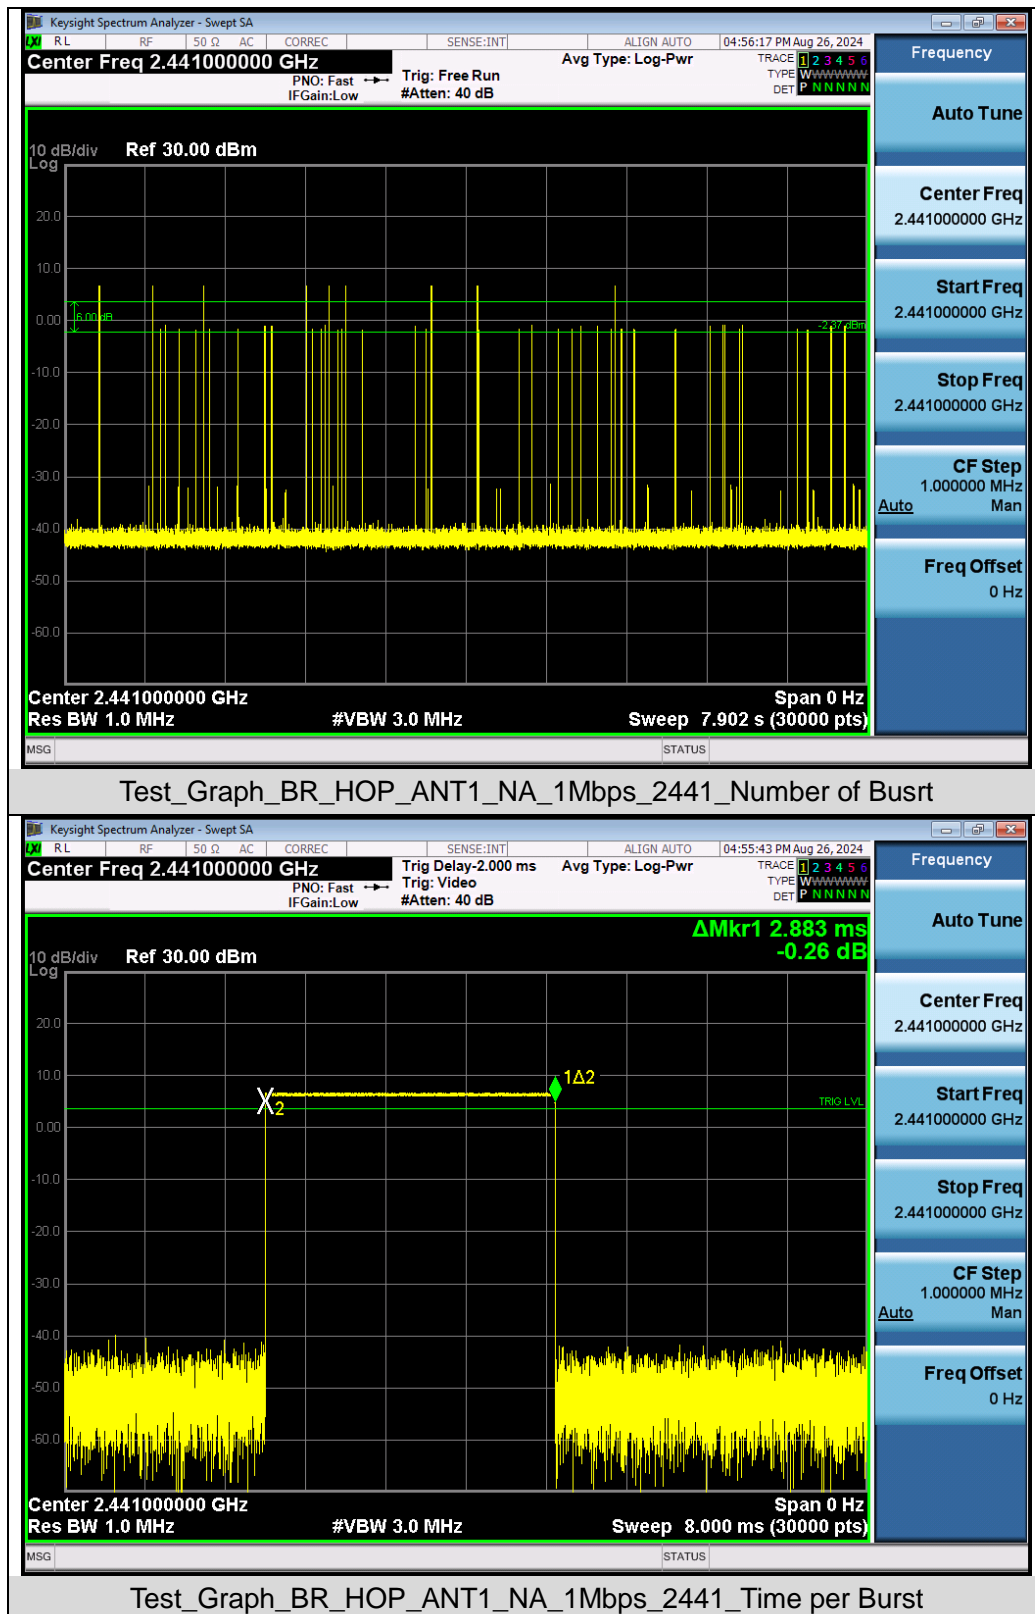 Keysight Spectrum Analyzer - Swept SA
LXI RL RF 50 Ω AC CORREC SENSE:INT ALIGN AUTO 04:56:17 PM Aug 26, 2024
Center Freq 2.441000000 GHz
PNO: Fast
IFGain:Low
Trig: Free Run
#Atten: 40 dB
Avg Type: Log-Pwr
TRACE 1 2 3 4 5 6
TYPE WWWWWW
DET P N N N N N
10 dB/div Ref 30.00 dBm
Log
20.0
10.0
6.00 dB
0.00
-2.37 dBm
-10.0
-20.0
-30.0
-40.0
-50.0
-60.0
Center 2.441000000 GHz Span 0 Hz
Res BW 1.0 MHz #VBW 3.0 MHz Sweep 7.902 s (30000 pts)
MSG STATUS
Frequency
Auto Tune
Center Freq
2.441000000 GHz
Start Freq
2.441000000 GHz
Stop Freq
2.441000000 GHz
CF Step
1.000000 MHz
Auto Man
Freq Offset
0 Hz
Test_Graph_BR_HOP_ANT1_NA_1Mbps_2441_Number of Busrt
Keysight Spectrum Analyzer - Swept SA
LXI RL RF 50 Ω AC CORREC SENSE:INT ALIGN AUTO 04:55:43 PM Aug 26, 2024
Center Freq 2.441000000 GHz
PNO: Fast
IFGain:Low
Trig Delay-2.000 ms
Trig: Video
#Atten: 40 dB
Avg Type: Log-Pwr
TRACE 1 2 3 4 5 6
TYPE WWWWWW
DET P N N N N N
ΔMkr1 2.883 ms
-0.26 dB
10 dB/div Ref 30.00 dBm
Log
20.0
10.0
1Δ2
X2
TRIG LVL
0.00
-10.0
-20.0
-30.0
-40.0
-50.0
-60.0
Center 2.441000000 GHz Span 0 Hz
Res BW 1.0 MHz #VBW 3.0 MHz Sweep 8.000 ms (30000 pts)
MSG STATUS
Frequency
Auto Tune
Center Freq
2.441000000 GHz
Start Freq
2.441000000 GHz
Stop Freq
2.441000000 GHz
CF Step
1.000000 MHz
Auto Man
Freq Offset
0 Hz
Test_Graph_BR_HOP_ANT1_NA_1Mbps_2441_Time per Burst